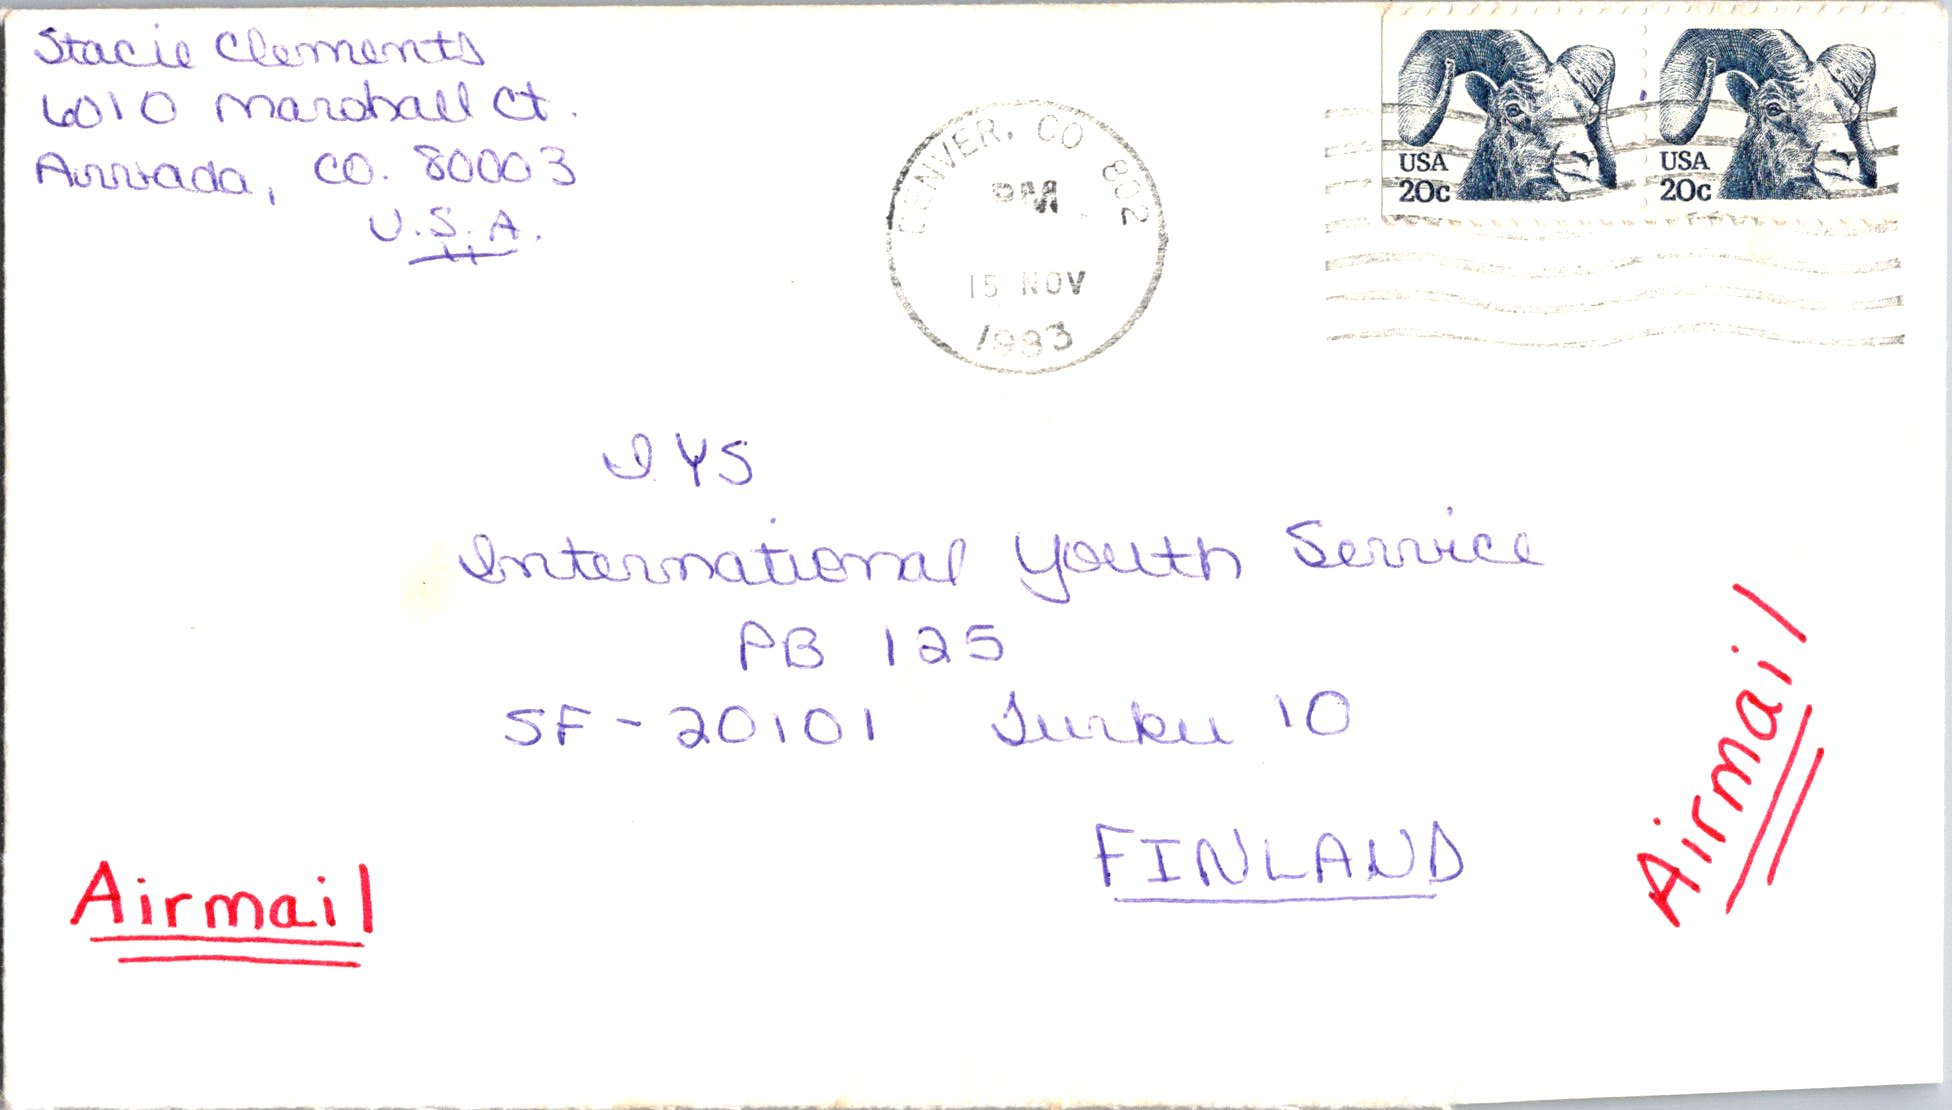 Stacie Clements
6010 Marshall Ct.
Arvada, CO. 80003
U.S.A.
DENVER, CO 802
PM
15 NOV
1983
USA
20c
USA
20c
IYS
International Youth Service
PB 125
SF-20101 Turku 10
FINLAND
Airmail
Airmail